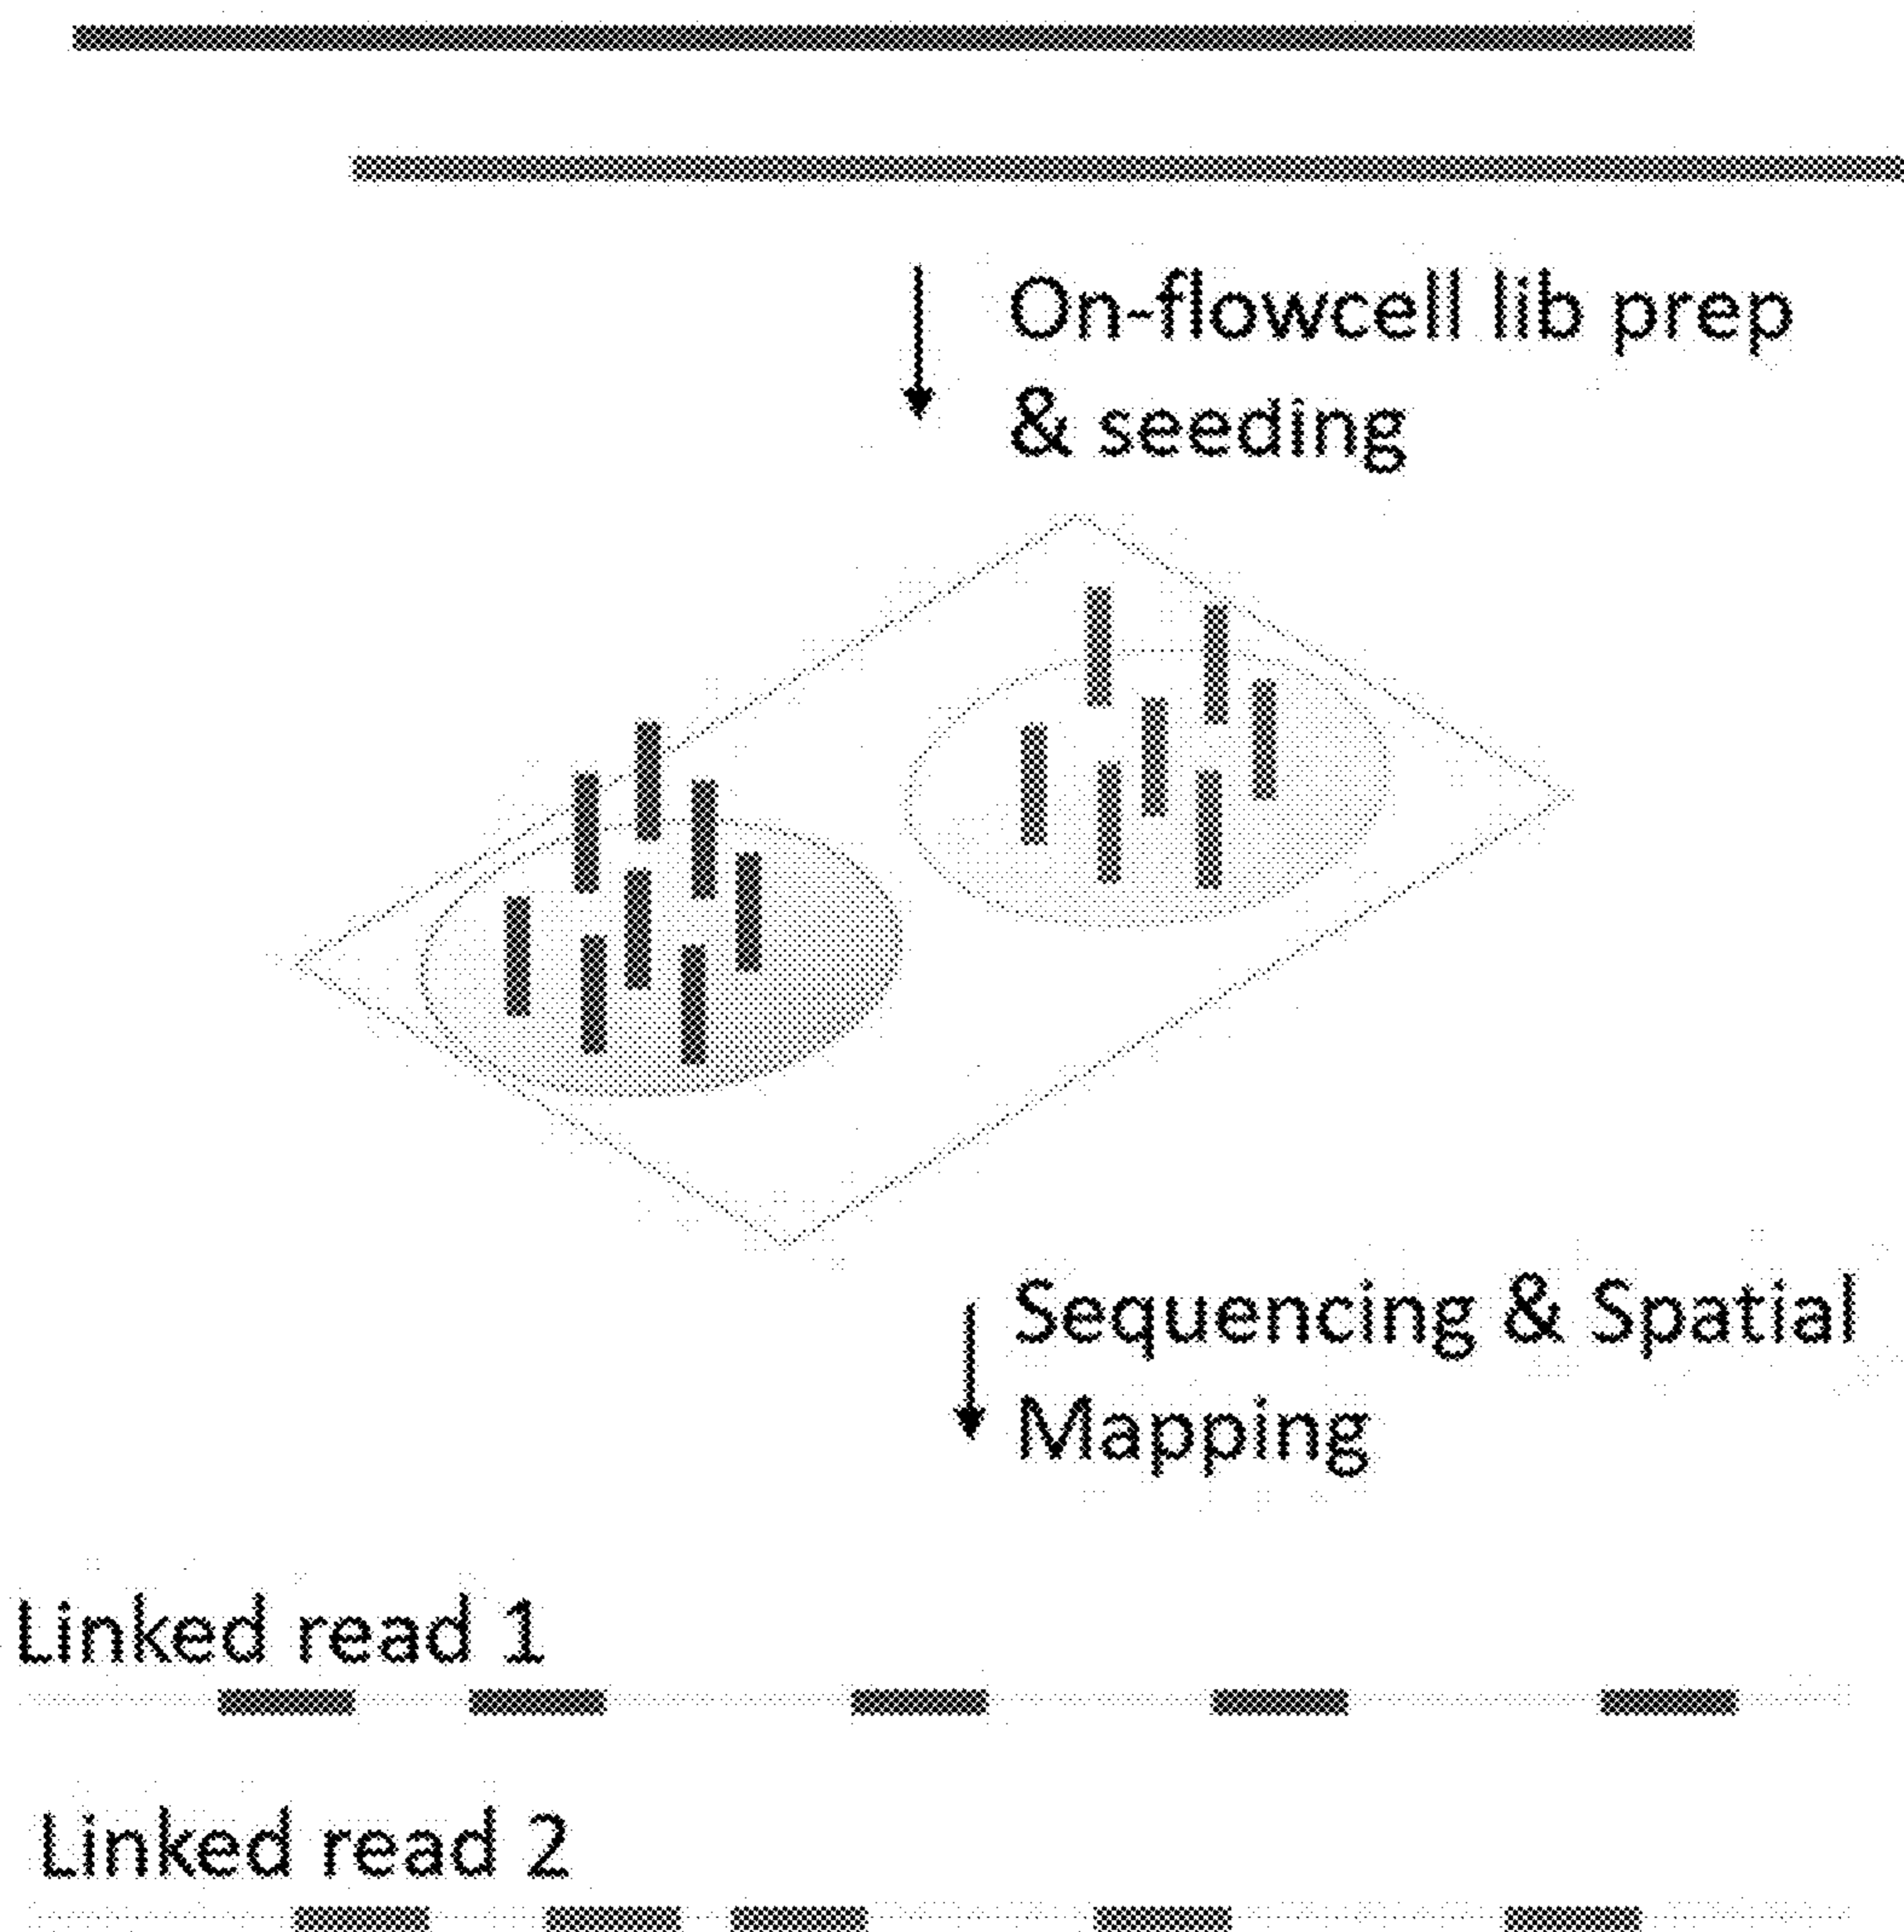 On-flowcell lib prep
& seeding
Sequencing & Spatial
Mapping
Linked read 1
Linked read 2